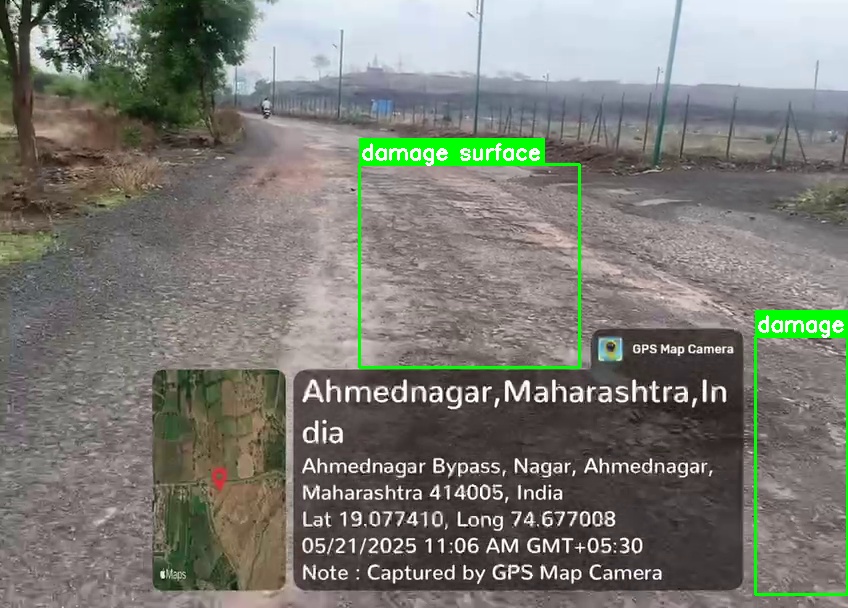 damage surface
damage
GPS Map Camera
Ahmednagar,Maharashtra,In
dia
Ahmednagar Bypass, Nagar, Ahmednagar,
Maharashtra 414005, India
Lat 19.077410, Long 74.677008
05/21/2025 11:06 AM GMT+05:30
Note : Captured by GPS Map Camera
Maps